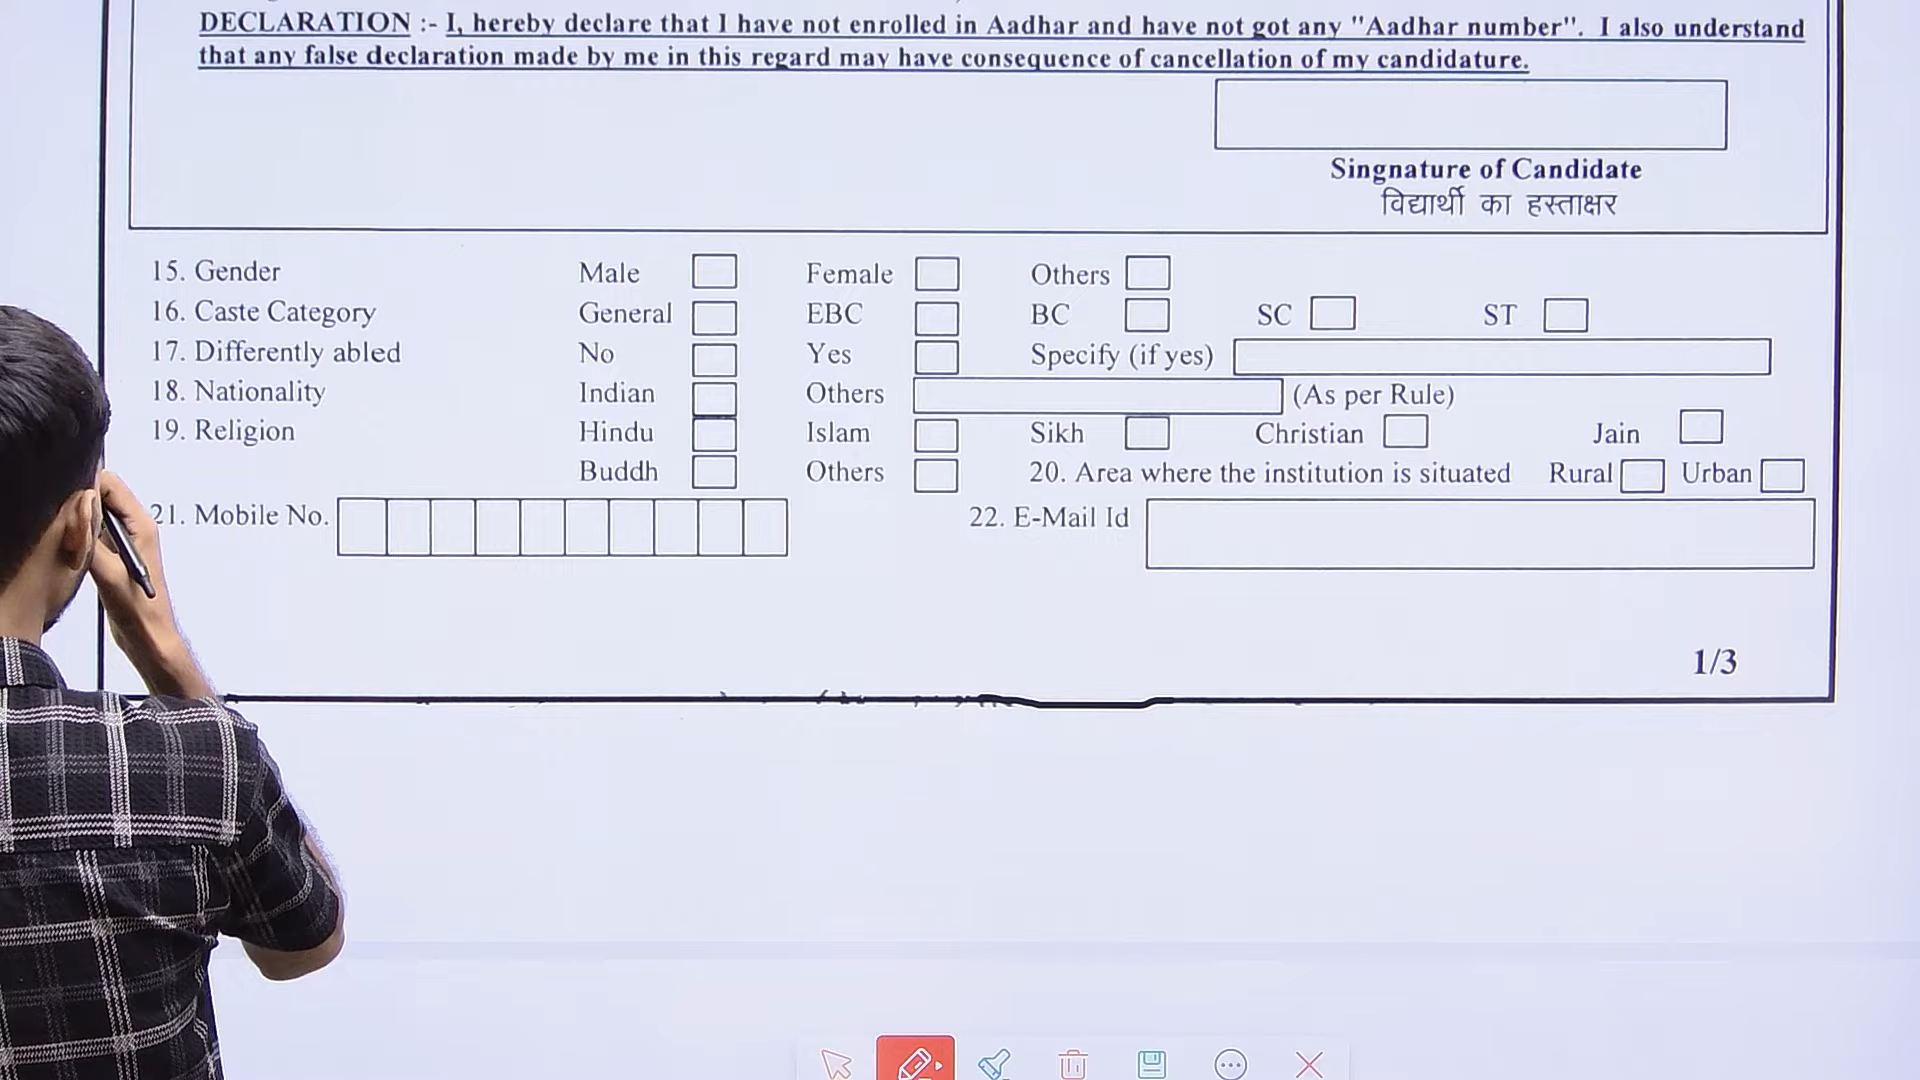 DECLARATION :- I, hereby declare that I have not enrolled in Aadhar and have not got any "Aadhar number". I also understand
that any false declaration made by me in this regard may have consequence of cancellation of my candidature.
Singnature of Candidate
विद्यार्थी का हस्ताक्षर
15. Gender Male Female Others
16. Caste Category General EBC BC SC ST
17. Differently abled No Yes Specify (if yes)
18. Nationality Indian Others (As per Rule)
19. Religion Hindu Islam Sikh Christian Jain
Buddh Others 20. Area where the institution is situated Rural Urban
21. Mobile No. 22. E-Mail Id
1/3